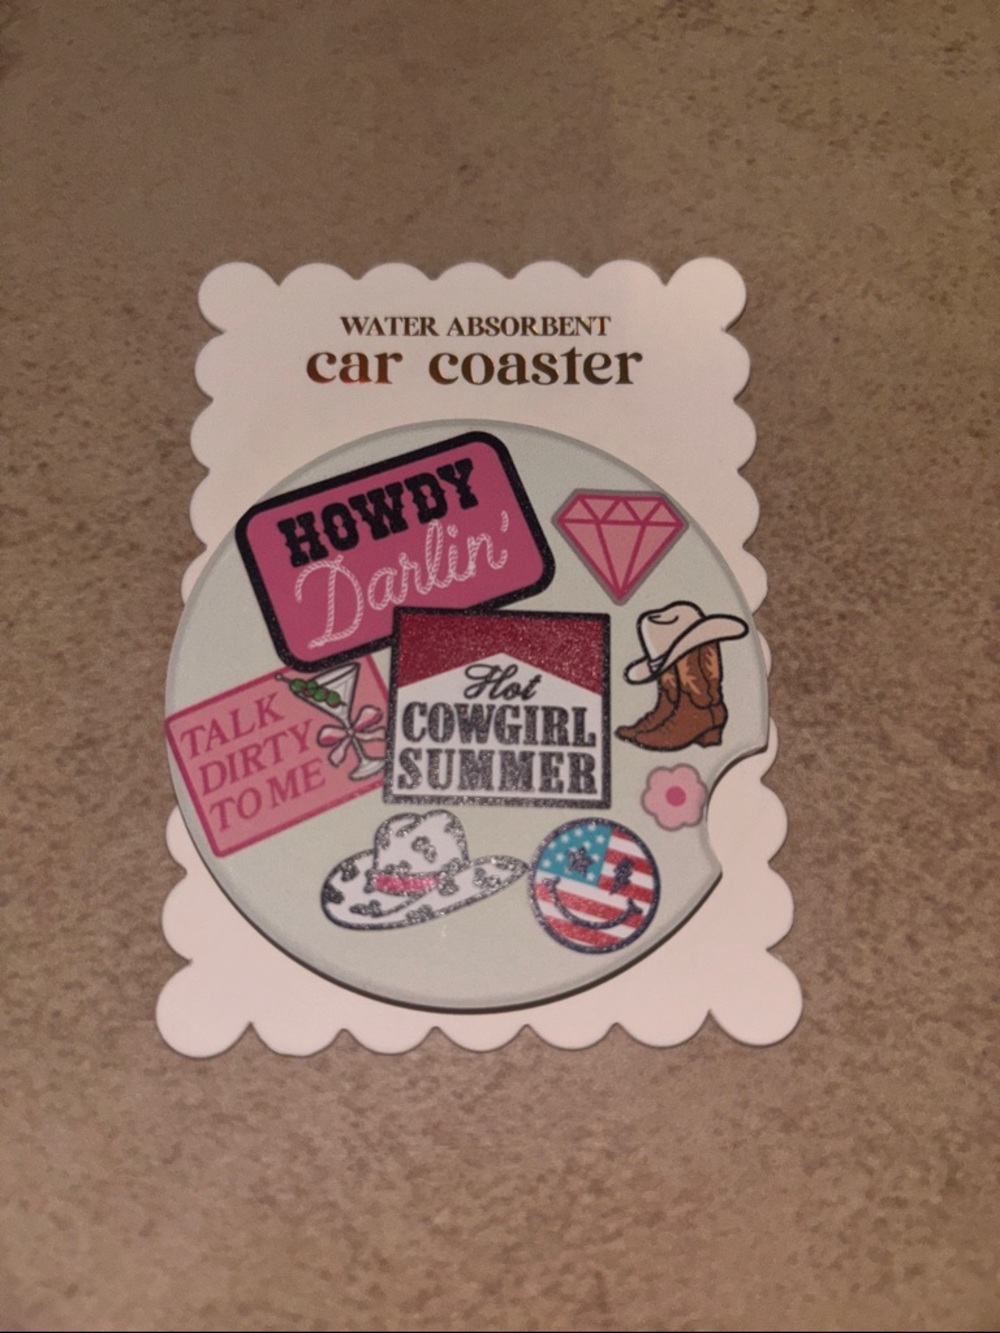 WATER ABSORBENT
car coaster
HOWDY
Darlin'
TALK
DIRTY
TO ME
Hot
COWGIRL
SUMMER